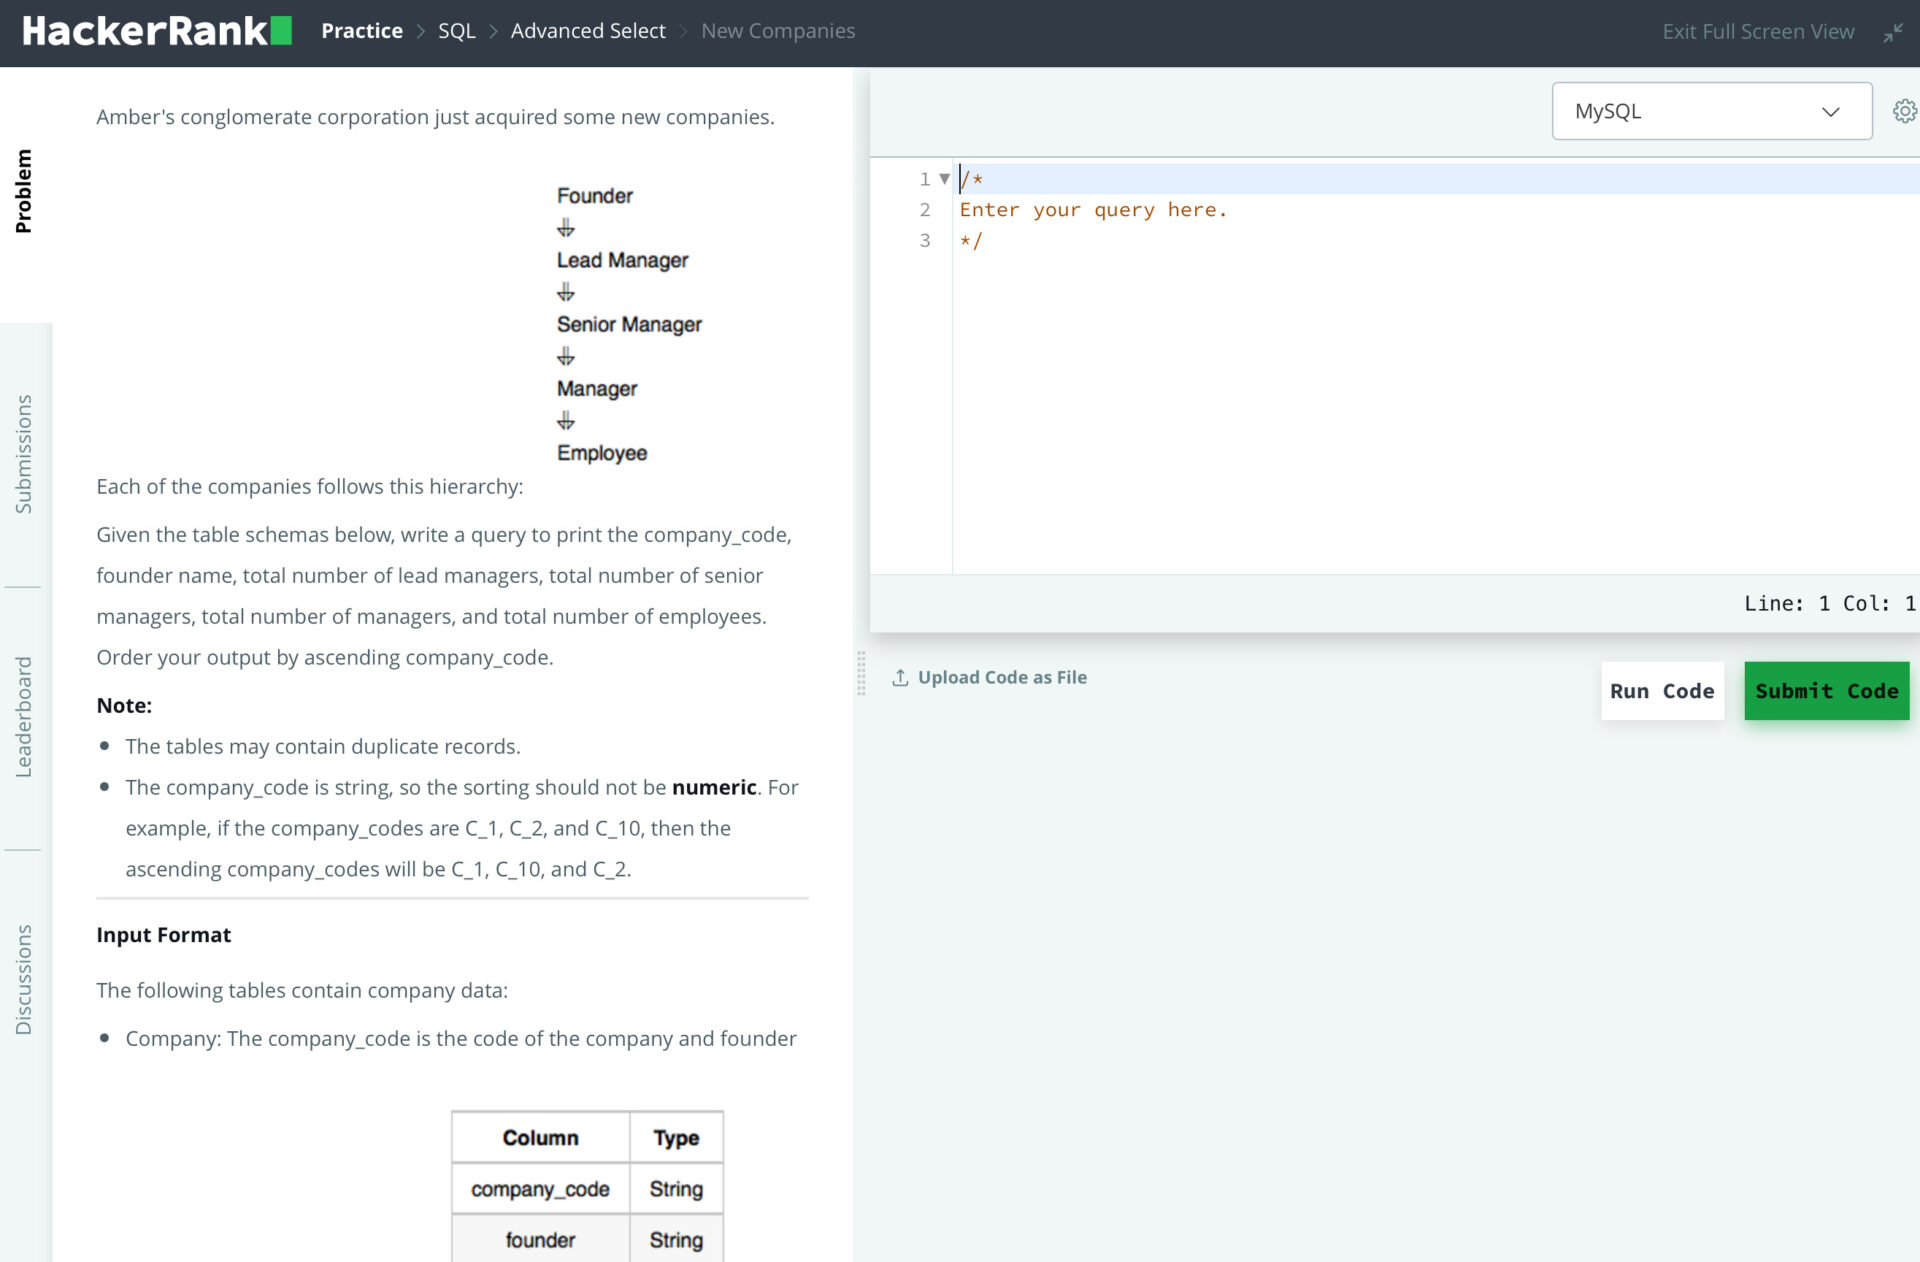 HackerRank Practice > SQL > Advanced Select > New Companies Exit Full Screen View
Problem
Submissions
Leaderboard
Discussions
Amber's conglomerate corporation just acquired some new companies.
Founder
Lead Manager
Senior Manager
Manager
Employee
Each of the companies follows this hierarchy:
Given the table schemas below, write a query to print the company_code,
founder name, total number of lead managers, total number of senior
managers, total number of managers, and total number of employees.
Order your output by ascending company_code.
Note:
The tables may contain duplicate records.
The company_code is string, so the sorting should not be numeric. For
example, if the company_codes are C_1, C_2, and C_10, then the
ascending company_codes will be C_1, C_10, and C_2.
Input Format
The following tables contain company data:
Company: The company_code is the code of the company and founder
Column Type
company_code String
founder String
MySQL
1 /*
2 Enter your query here.
3 */
Line: 1 Col: 1
Upload Code as File
Run Code
Submit Code